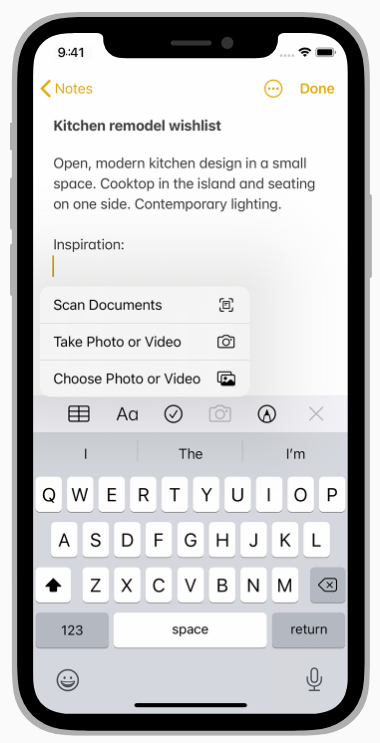 9:41
Notes
Done
Kitchen remodel wishlist
Open, modern kitchen design in a small
space. Cooktop in the island and seating
on one side. Contemporary lighting.
Inspiration:
Scan Documents
Take Photo or Video
Choose Photo or Video
Aa
I The I'm
Q W E R T Y U I O P
A S D F G H J K L
Z X C V B N M
123 space return